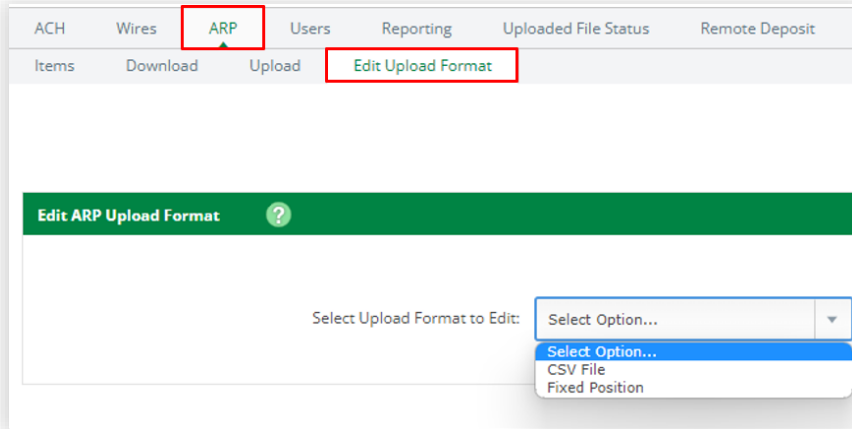 ACH Wires ARP Users Reporting Uploaded File Status Remote Deposit
Items Download Upload Edit Upload Format
Edit ARP Upload Format ?
Select Upload Format to Edit: Select Option...
Select Option...
CSV File
Fixed Position